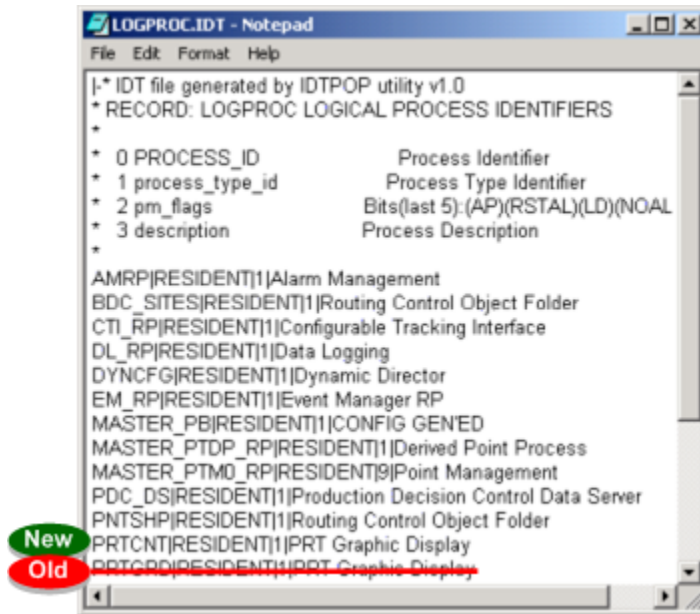 LOGPROC.IDT - Notepad
File Edit Format Help
|-* IDT file generated by IDTPOP utility v1.0
* RECORD: LOGPROC LOGICAL PROCESS IDENTIFIERS
*
* 0 PROCESS_ID Process Identifier
* 1 process_type_id Process Type Identifier
* 2 pm_flags Bits(last 5):(AP)(RSTAL)(LD)(NOAL
* 3 description Process Description
*
AMRP|RESIDENT|1|Alarm Management
BDC_SITES|RESIDENT|1|Routing Control Object Folder
CTI_RP|RESIDENT|1|Configurable Tracking Interface
DL_RP|RESIDENT|1|Data Logging
DYNCFG|RESIDENT|1|Dynamic Director
EM_RP|RESIDENT|1|Event Manager RP
MASTER_PB|RESIDENT|1|CONFIG GEN'ED
MASTER_PTDP_RP|RESIDENT|1|Derived Point Process
MASTER_PTM0_RP|RESIDENT|9|Point Management
PDC_DS|RESIDENT|1|Production Decision Control Data Server
PNTSHP|RESIDENT|1|Routing Control Object Folder
New PRTCNT|RESIDENT|1|PRT Graphic Display
Old PRTGRD|RESIDENT|1|PRT Graphic Display